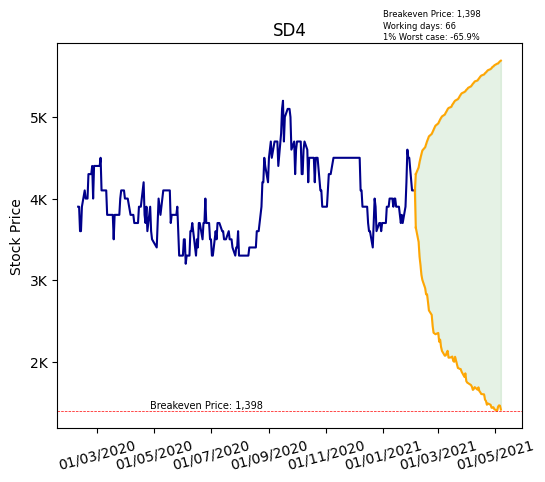 Breakeven Price: 1,398
Working days: 66
1% Worst case: -65.9%
SD4
Stock Price
5K
4K
3K
2K
Breakeven Price: 1,398
01/03/2020
01/05/2020
01/07/2020
01/09/2020
01/11/2020
01/01/2021
01/03/2021
01/05/2021